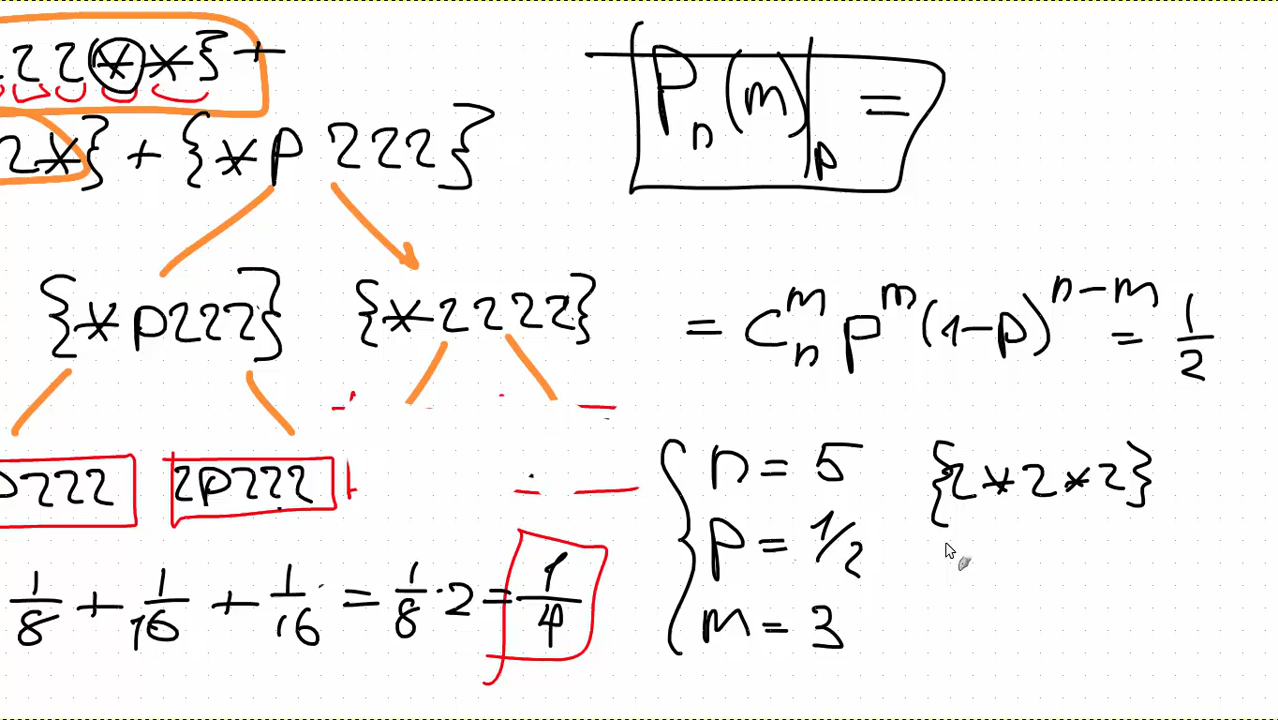 222**} +
2*} + {*p 222}
P_n(m)|_p =
{*p222} {*2222}
= C_n^m p^m (1-p)^{n-m} = 1/2
p222 2p222
n = 5 {2*2*2}
p = 1/2
m = 3
1/8 + 1/16 + 1/16 = 1/8 · 2 = 1/4